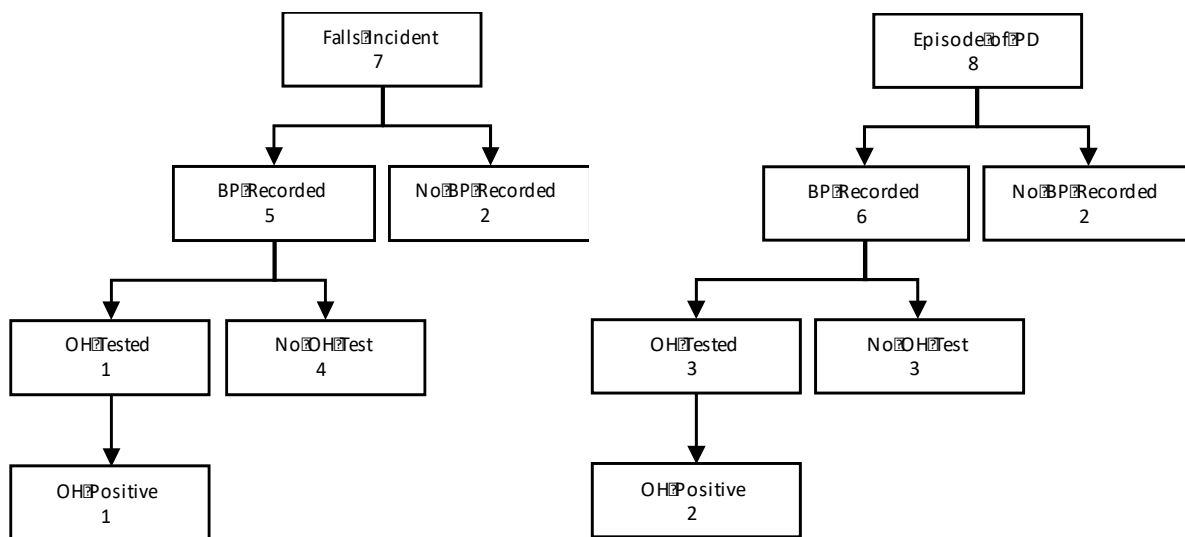 Falls Incident
7
BP Recorded
5
No BP Recorded
2
OH Tested
1
No OH Test
4
OH Positive
1
Episode of PD
8
BP Recorded
6
No BP Recorded
2
OH Tested
3
No OH Test
3
OH Positive
2